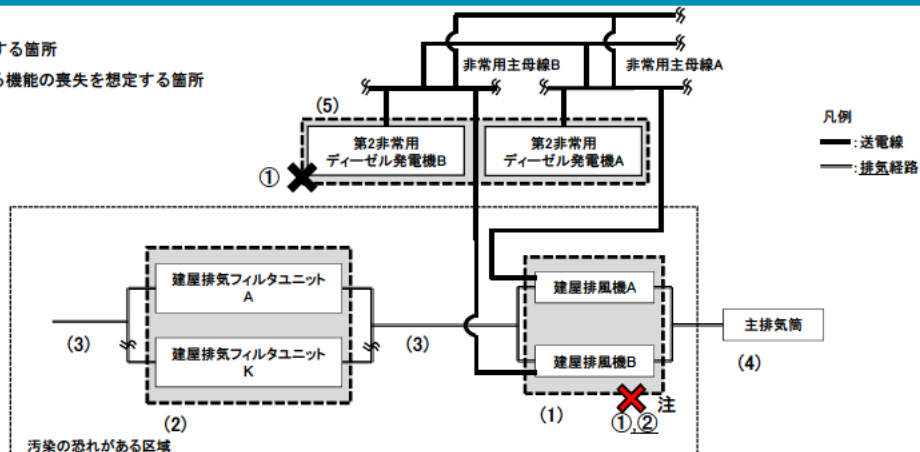 する箇所
る機能の喪失を想定する箇所
非常用主母線B
非常用主母線A
凡例
:送電線
:排気経路
(5)
第2非常用
ディーゼル発電機B
第2非常用
ディーゼル発電機A
①
建屋排気フィルタユニット
A
建屋排風機A
(3)
(3)
主排気筒
建屋排気フィルタユニット
K
建屋排風機B
(4)
(2)
(1)
注
①,②
汚染の恐れがある区域